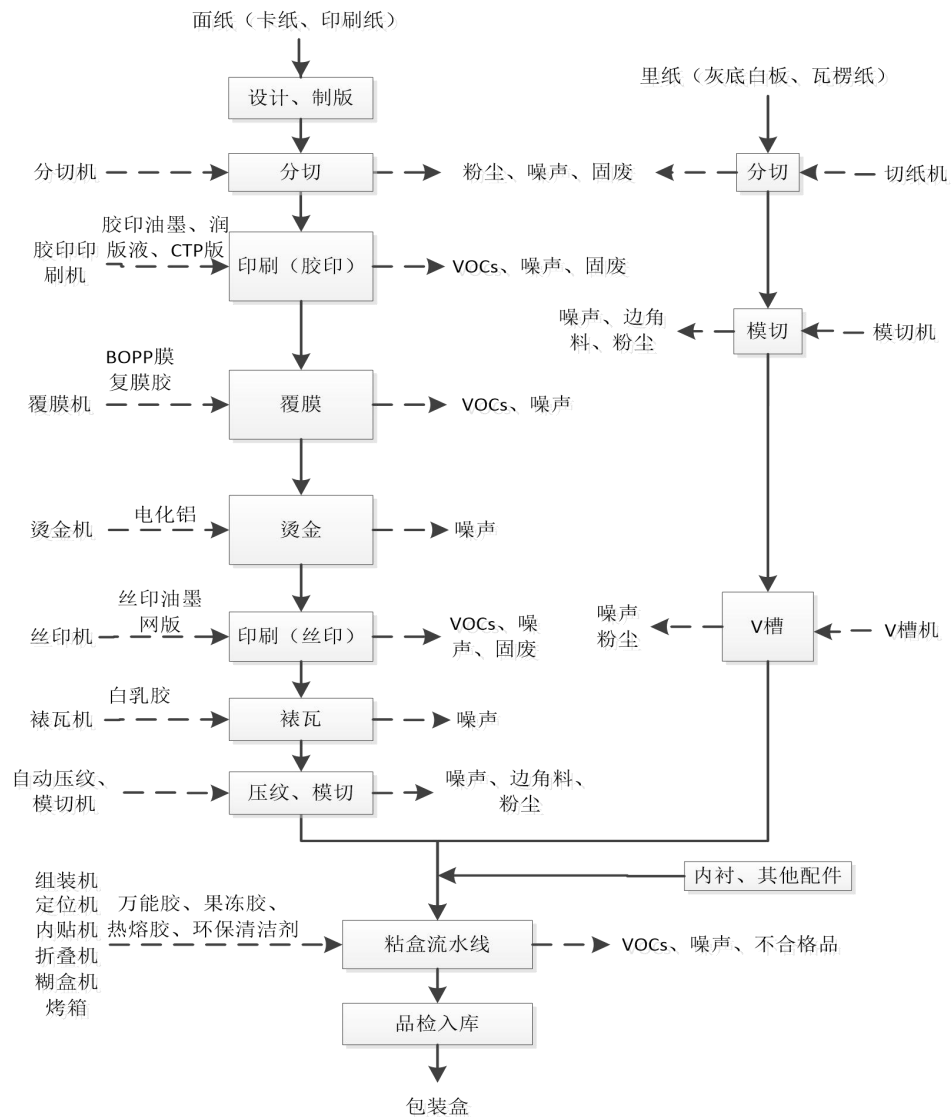 面纸（卡纸、印刷纸）
设计、制版
里纸（灰底白板、瓦楞纸）
分切机
分切
粉尘、噪声、固废
分切
切纸机
胶印印
刷机
胶印油墨、润
版液、CTP版
印刷（胶印）
VOCs、噪声、固废
噪声、边角
料、粉尘
模切
模切机
覆膜机
BOPP膜
复膜胶
覆膜
VOCs、噪声
烫金机
电化铝
烫金
噪声
丝印机
丝印油墨
网版
印刷（丝印）
VOCs、噪
声、固废
噪声
粉尘
V槽
V槽机
裱瓦机
白乳胶
裱瓦
噪声
自动压纹、
模切机
压纹、模切
噪声、边角料、
粉尘
内衬、其他配件
组装机
定位机
内贴机
折叠机
糊盒机
烤箱
万能胶、果冻胶、
热熔胶、环保清洁剂
粘盒流水线
VOCs、噪声、不合格品
品检入库
包装盒